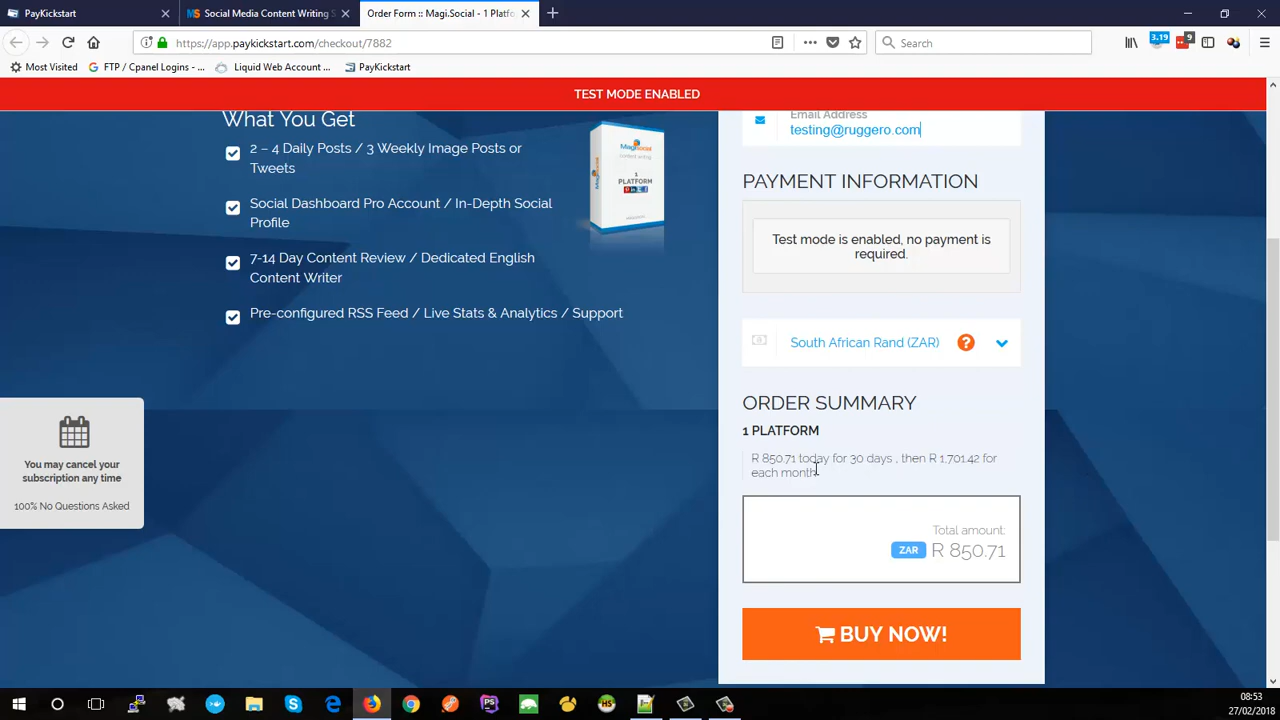 PayKickstart
Social Media Content Writing S
Order Form :: Magi.Social - 1 Platfo
https://app.paykickstart.com/checkout/7882
Search
3.19
9
Most Visited
FTP / Cpanel Logins - ...
Liquid Web Account ...
PayKickstart
TEST MODE ENABLED
What You Get
2 – 4 Daily Posts / 3 Weekly Image Posts or
Tweets
Social Dashboard Pro Account / In-Depth Social
Profile
7-14 Day Content Review / Dedicated English
Content Writer
Pre-configured RSS Feed / Live Stats & Analytics / Support
1
PLATFORM
You may cancel your
subscription any time
100% No Questions Asked
Email Address
testing@ruggero.com
PAYMENT INFORMATION
Test mode is enabled, no payment is
required.
South African Rand (ZAR)
?
ORDER SUMMARY
1 PLATFORM
R 850.71 today for 30 days , then R 1,701.42 for
each month
Total amount:
ZAR R 850.71
BUY NOW!
08:53
27/02/2018